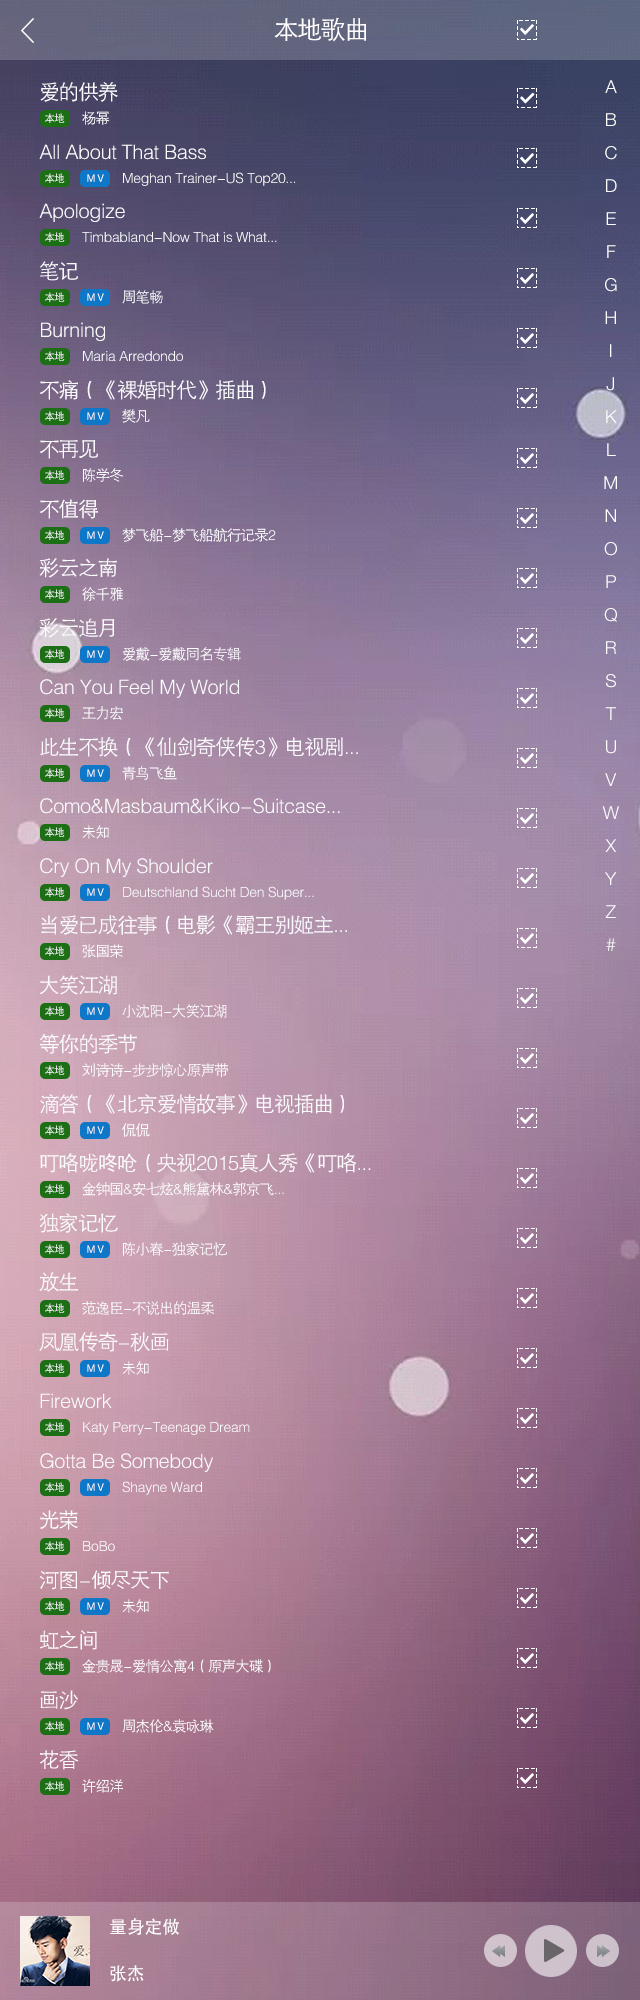 本地歌曲
爱的供养
本地 杨幂
All About That Bass
本地 MV Meghan Trainer-US Top20...
Apologize
本地 Timbabland-Now That is What...
笔记
本地 MV 周笔畅
Burning
本地 Maria Arredondo
不痛(《裸婚时代》插曲)
本地 MV 樊凡
不再见
本地 陈学冬
不值得
本地 MV 梦飞船-梦飞船航行记录2
彩云之南
本地 徐千雅
彩云追月
本地 MV 爱戴-爱戴同名专辑
Can You Feel My World
本地 王力宏
此生不换(《仙剑奇侠传3》电视剧...
本地 MV 青鸟飞鱼
Como&Masbaum&Kiko-Suitcase...
本地 未知
Cry On My Shoulder
本地 MV Deutschland Sucht Den Super...
当爱已成往事(电影《霸王别姬主...
本地 张国荣
大笑江湖
本地 MV 小沈阳-大笑江湖
等你的季节
本地 刘诗诗-步步惊心原声带
滴答(《北京爱情故事》电视插曲)
本地 MV 侃侃
叮咯咙咚呛(央视2015真人秀《叮咯...
本地 金钟国&安七炫&熊黛林&郭京飞...
独家记忆
本地 MV 陈小春-独家记忆
放生
本地 范逸臣-不说出的温柔
凤凰传奇-秋画
本地 MV 未知
Firework
本地 Katy Perry-Teenage Dream
Gotta Be Somebody
本地 MV Shayne Ward
光荣
本地 BoBo
河图-倾尽天下
本地 MV 未知
虹之间
本地 金贵晟-爱情公寓4(原声大碟)
画沙
本地 MV 周杰伦&袁咏琳
花香
本地 许绍洋
A
B
C
D
E
F
G
H
I
J
K
L
M
N
O
P
Q
R
S
T
U
V
W
X
Y
Z
#
量身定做
张杰